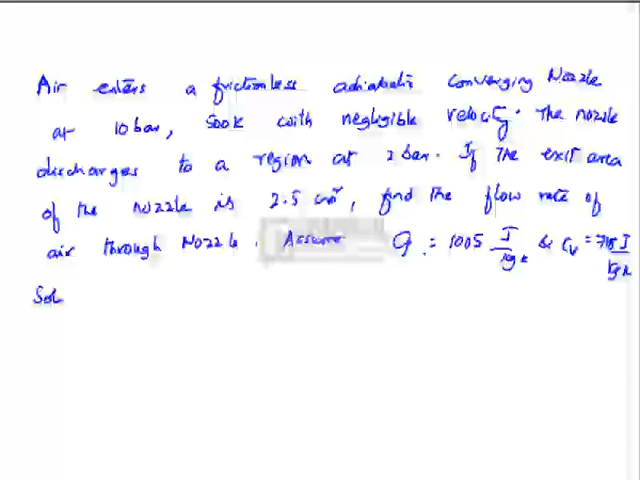 Air enters a frictionless adiabatic converging Nozzle
at 10 bar, 500K with negligible velocity. The nozzle
discharges to a region at 2 bar. If the exit area
of the nozzle is 2.5 cm², find the flow rate of
air through Nozzle. Assume Cp = 1005 J/kgK & Cv = 718 J/kgK
Sol